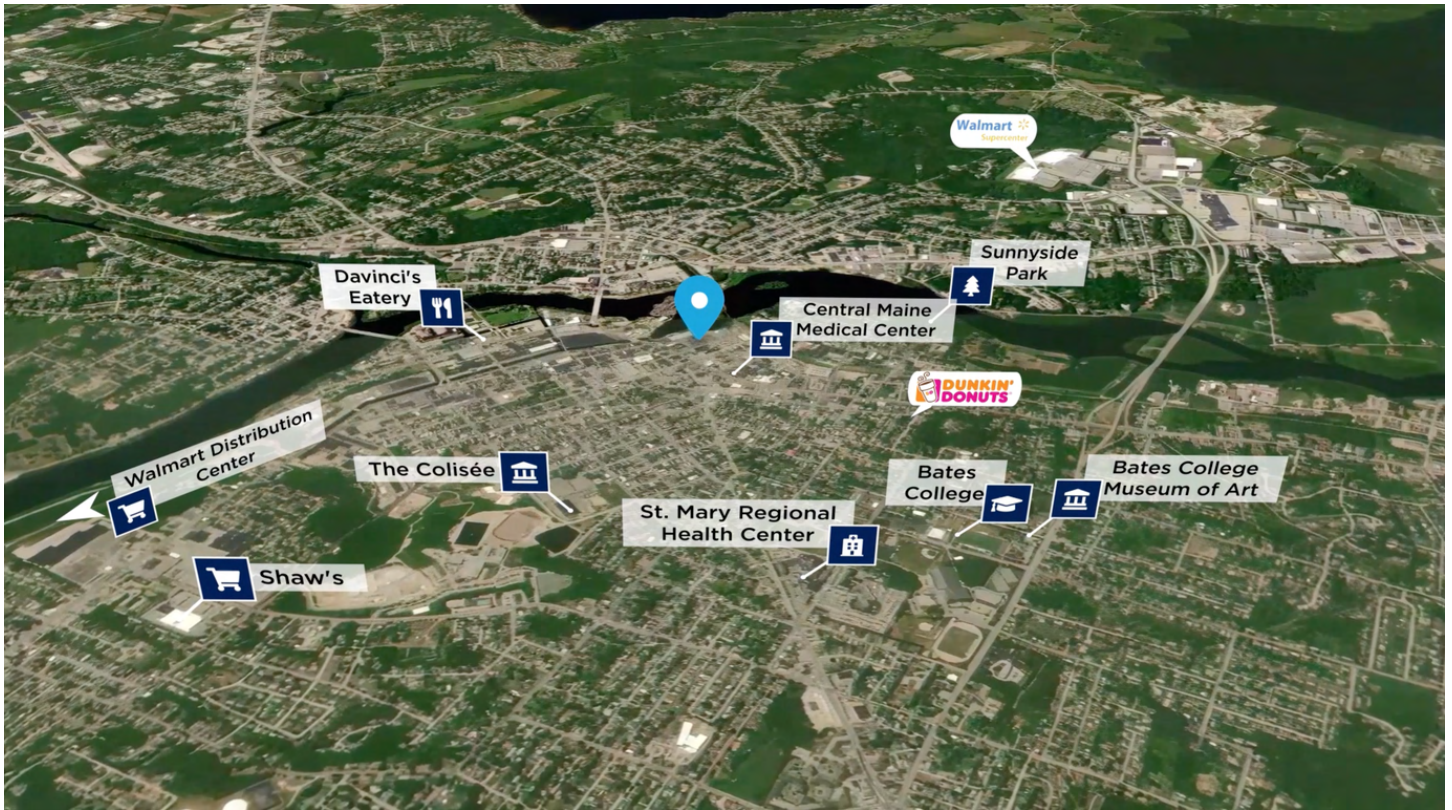 Walmart
Supercenter
Sunnyside
Park
Davinci's
Eatery
Central Maine
Medical Center
DUNKIN'
DONUTS
Walmart Distribution
Center
The Colisée
Bates
College
Bates College
Museum of Art
St. Mary Regional
Health Center
Shaw's